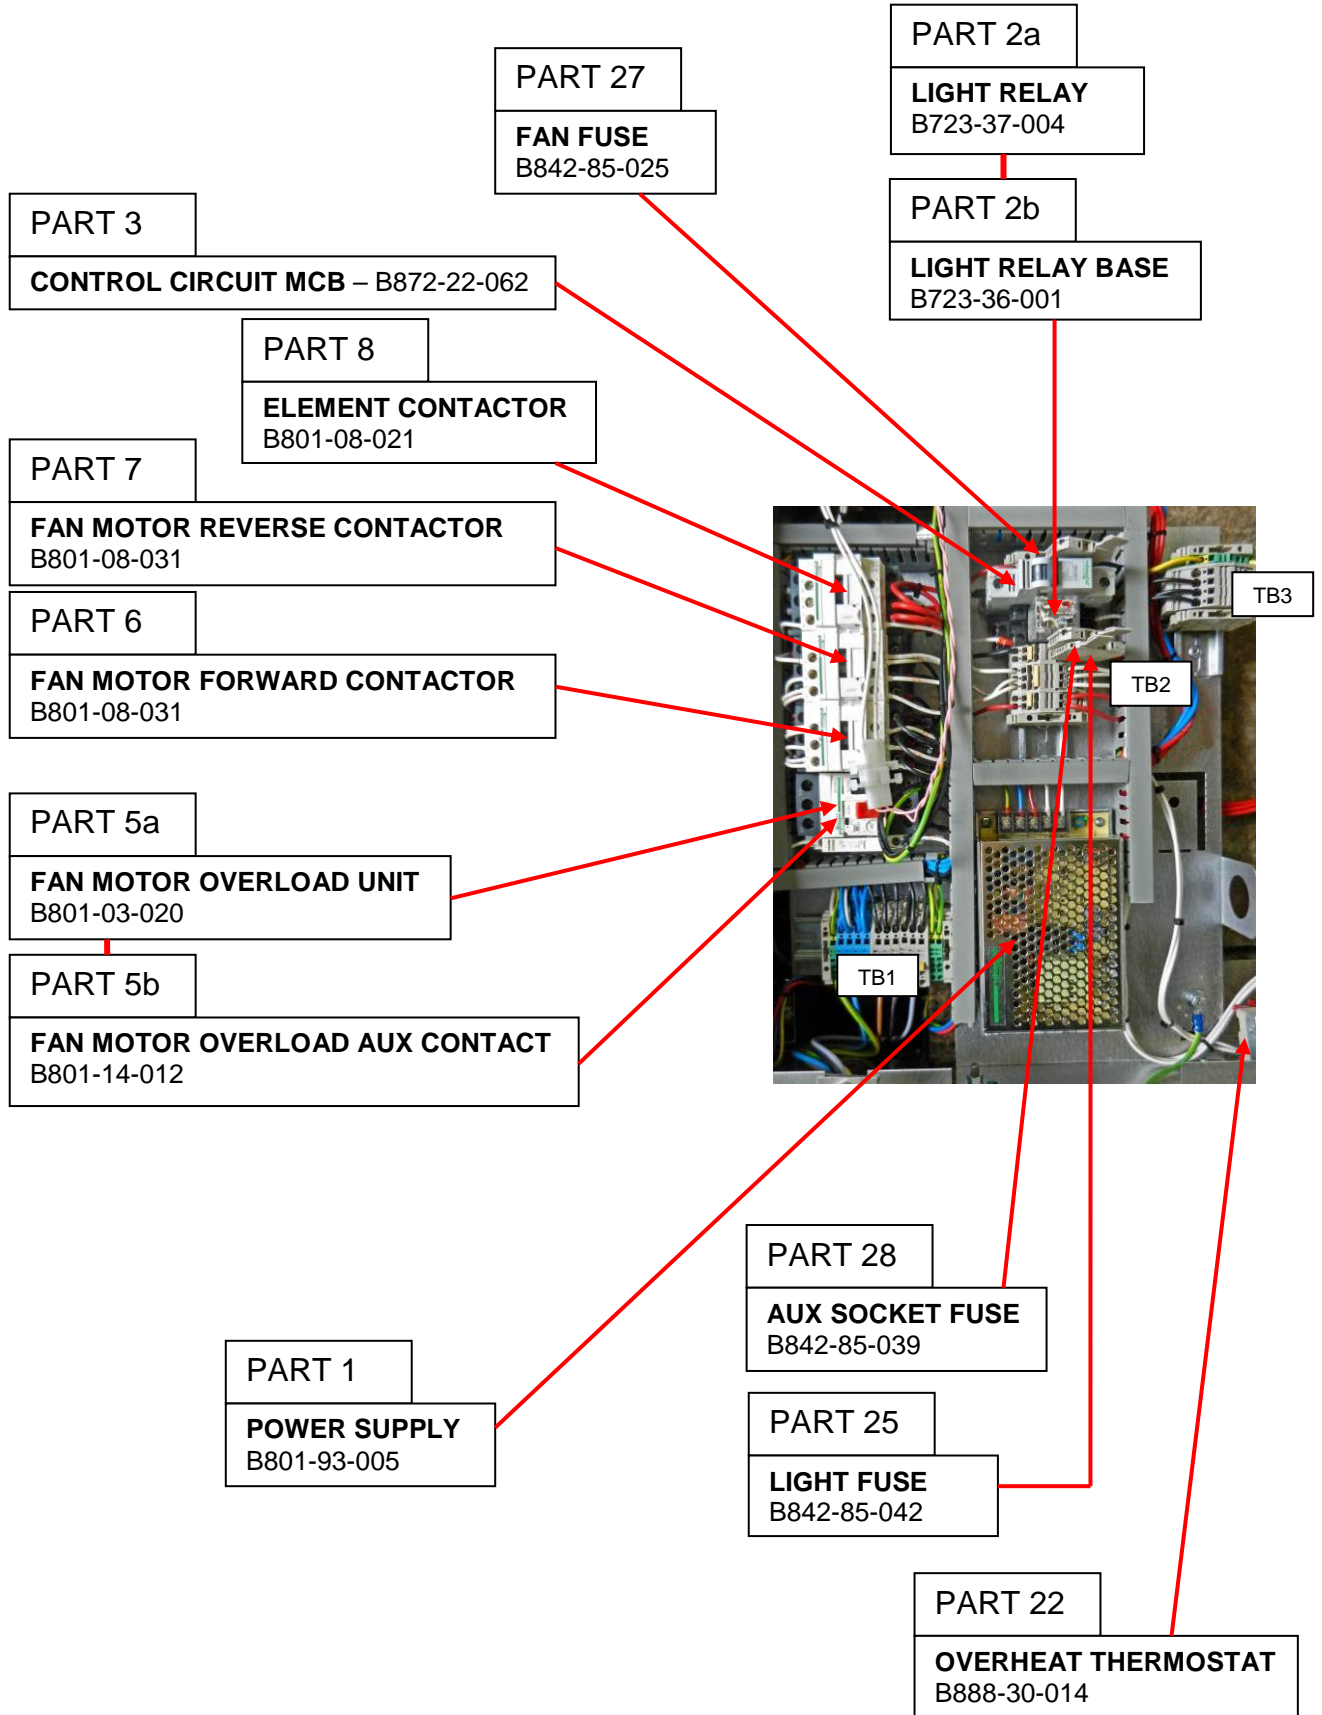 PART 2a
LIGHT RELAY
B723-37-004
PART 27
FAN FUSE
B842-85-025
PART 2b
LIGHT RELAY BASE
B723-36-001
PART 3
CONTROL CIRCUIT MCB – B872-22-062
PART 8
ELEMENT CONTACTOR
B801-08-021
PART 7
FAN MOTOR REVERSE CONTACTOR
B801-08-031
PART 6
FAN MOTOR FORWARD CONTACTOR
B801-08-031
TB3
TB2
PART 5a
FAN MOTOR OVERLOAD UNIT
B801-03-020
PART 5b
FAN MOTOR OVERLOAD AUX CONTACT
B801-14-012
TB1
PART 28
AUX SOCKET FUSE
B842-85-039
PART 1
POWER SUPPLY
B801-93-005
PART 25
LIGHT FUSE
B842-85-042
PART 22
OVERHEAT THERMOSTAT
B888-30-014